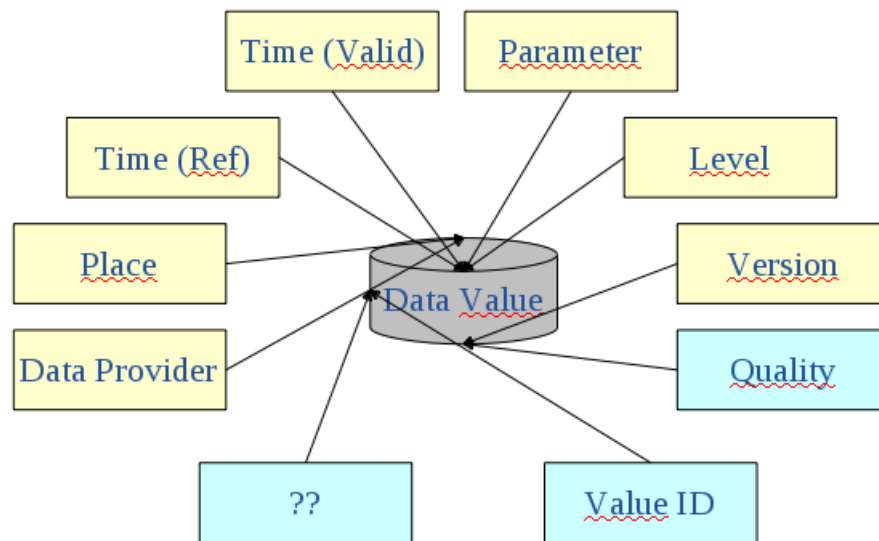 Time (Valid)
Parameter
Time (Ref)
Level
Place
Version
Data Value
Data Provider
Quality
??
Value ID